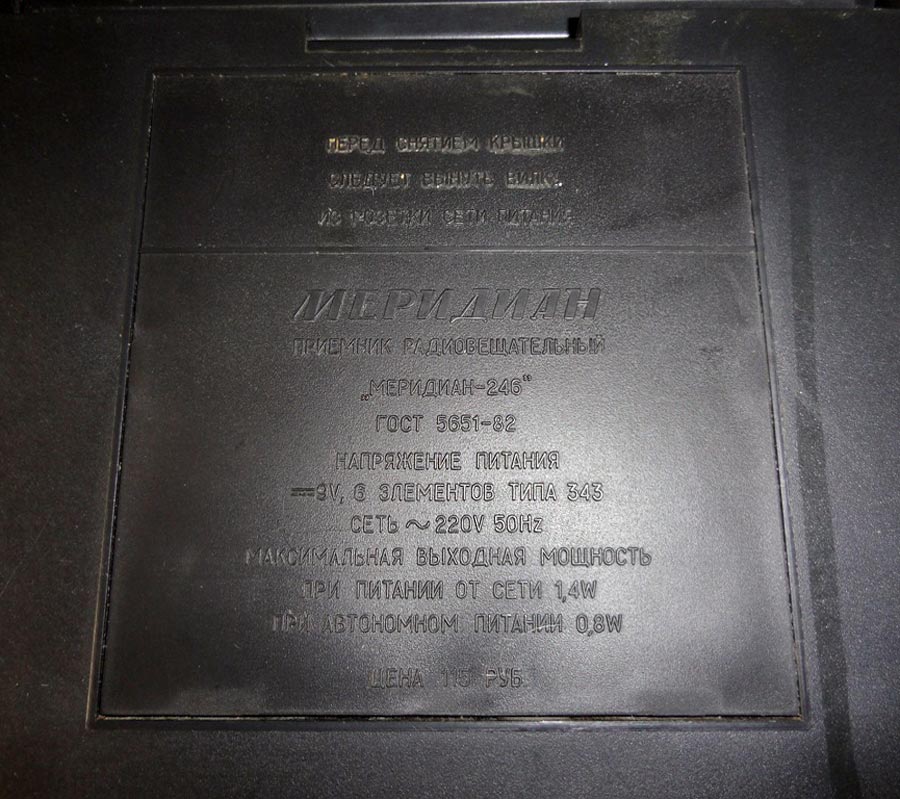 ПЕРЕД СНЯТИЕМ КРЫШКИ
СЛЕДУЕТ ВЫНУТЬ ВИЛКУ
ИЗ РОЗЕТКИ СЕТИ ПИТАНИЯ
МЕРИДИАН
ПРИЕМНИК РАДИОВЕЩАТЕЛЬНЫЙ
„МЕРИДИАН-246"
ГОСТ 5651-82
НАПРЯЖЕНИЕ ПИТАНИЯ
⎓9V, 6 ЭЛЕМЕНТОВ ТИПА 343
СЕТЬ ~ 220V 50Hz
МАКСИМАЛЬНАЯ ВЫХОДНАЯ МОЩНОСТЬ
ПРИ ПИТАНИИ ОТ СЕТИ 1,4W
ПРИ АВТОНОМНОМ ПИТАНИИ 0,8W
ЦЕНА 115 РУБ.